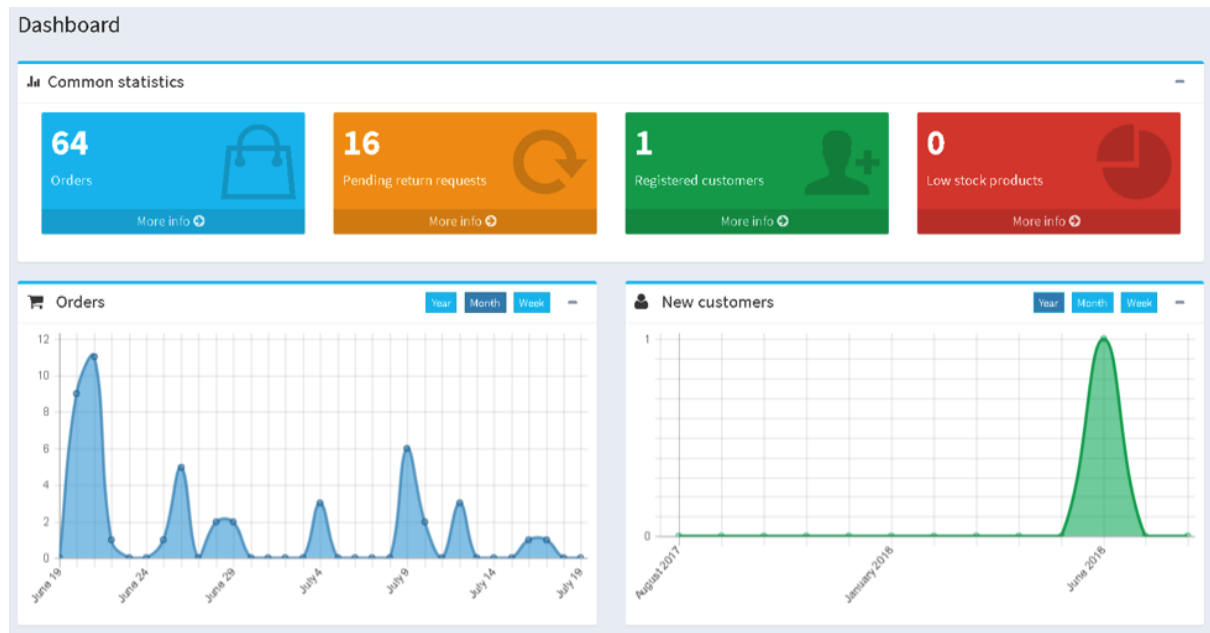 Dashboard
Common statistics
64
Orders
More info
16
Pending return requests
More info
1
Registered customers
More info
0
Low stock products
More info
Orders
Year Month Week
12
10
8
6
4
2
0
June 19 June 24 June 29 July 4 July 9 July 14 July 19
New customers
Year Month Week
1
0
August 2017 January 2018 June 2018